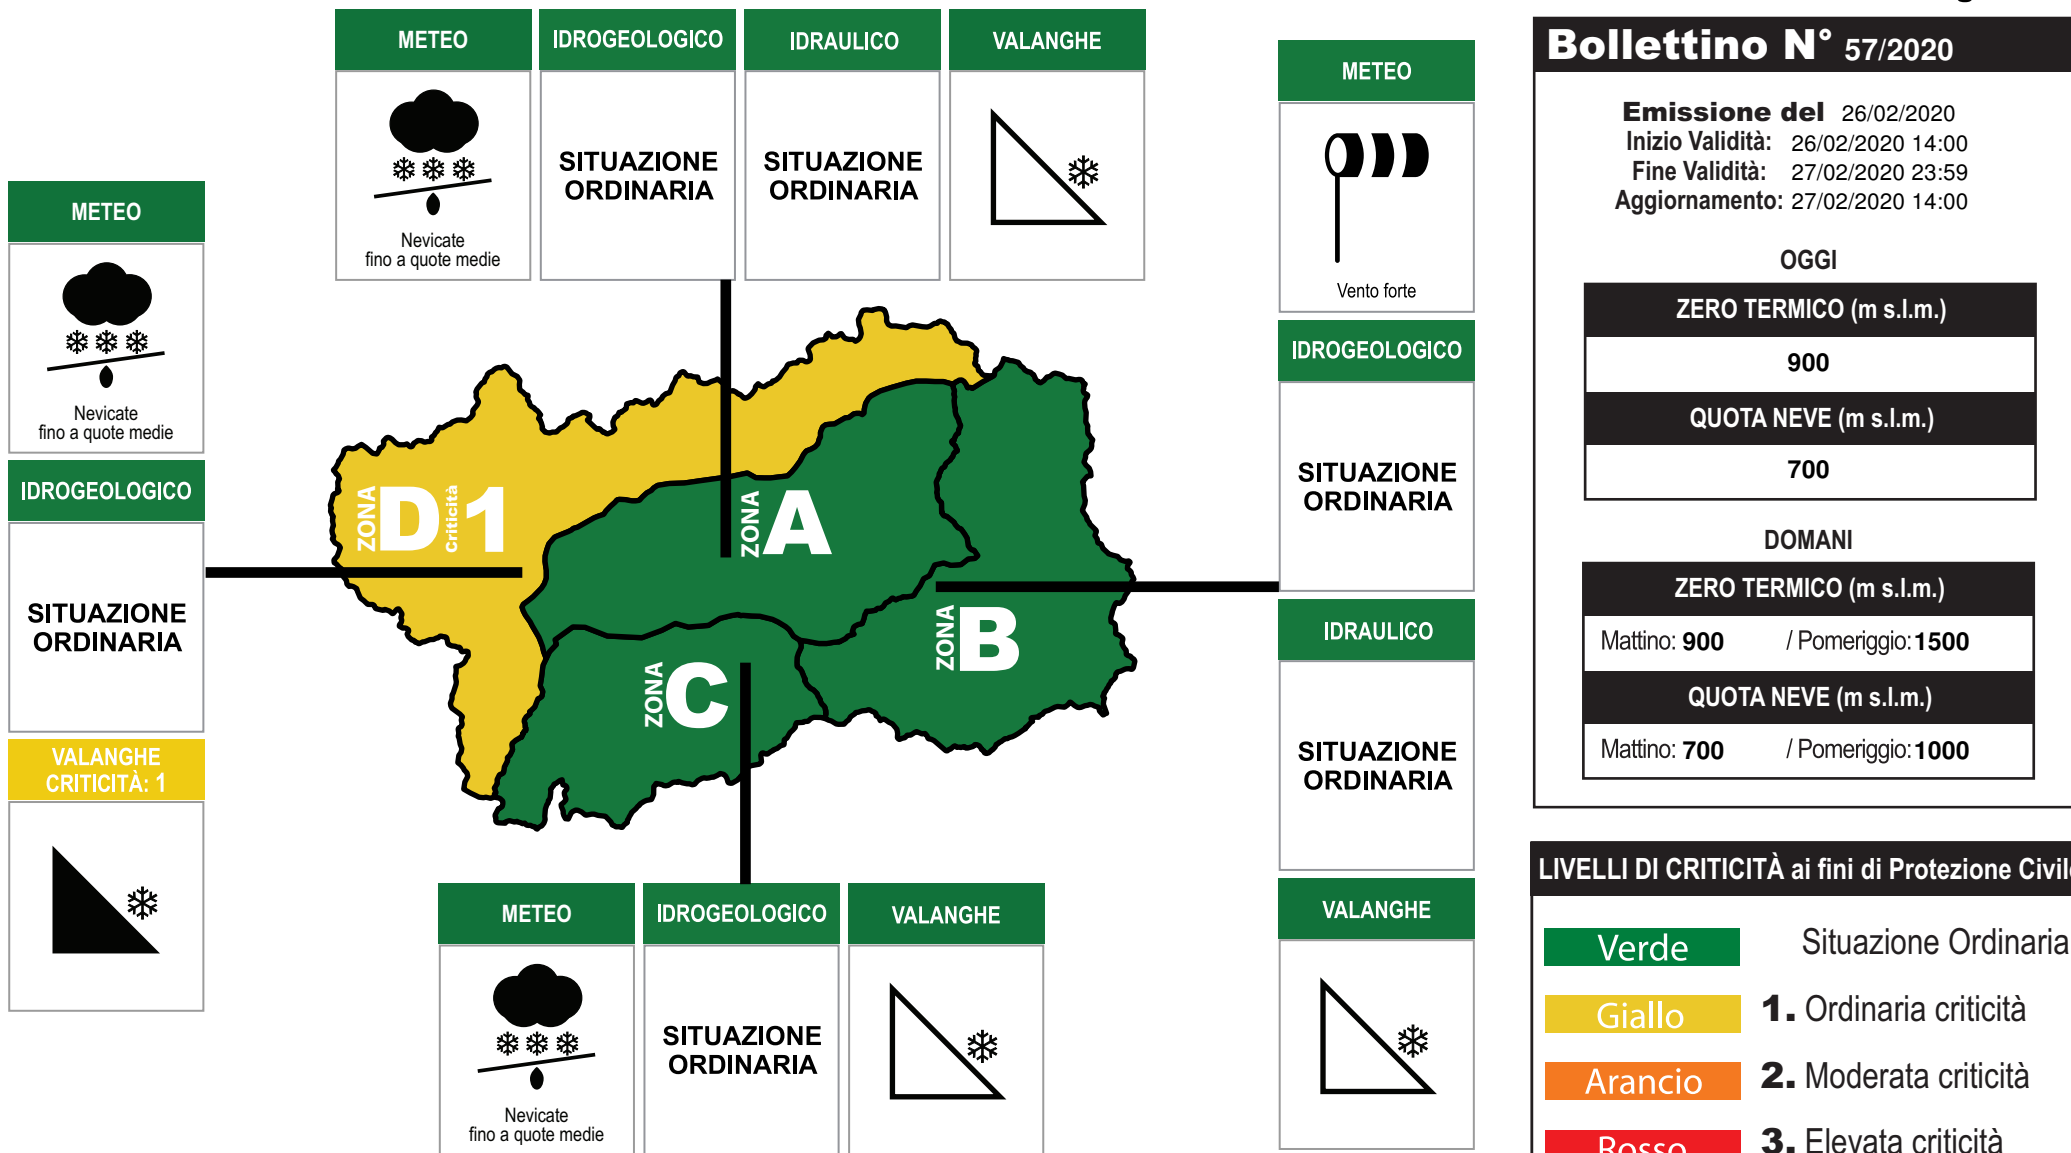 METEO
IDROGEOLOGICO
IDRAULICO
VALANGHE
Nevicate
fino a quote medie
SITUAZIONE
ORDINARIA
SITUAZIONE
ORDINARIA
METEO
Nevicate
fino a quote medie
IDROGEOLOGICO
SITUAZIONE
ORDINARIA
VALANGHE
CRITICITÀ: 1
ZONA D Criticità 1
ZONA A
ZONA B
ZONA C
METEO
Vento forte
IDROGEOLOGICO
SITUAZIONE
ORDINARIA
IDRAULICO
SITUAZIONE
ORDINARIA
VALANGHE
METEO
IDROGEOLOGICO
VALANGHE
Nevicate
fino a quote medie
SITUAZIONE
ORDINARIA
Bollettino N° 57/2020
Emissione del 26/02/2020
Inizio Validità: 26/02/2020 14:00
Fine Validità: 27/02/2020 23:59
Aggiornamento: 27/02/2020 14:00
OGGI
ZERO TERMICO (m s.l.m.)
900
QUOTA NEVE (m s.l.m.)
700
DOMANI
ZERO TERMICO (m s.l.m.)
Mattino: 900 / Pomeriggio: 1500
QUOTA NEVE (m s.l.m.)
Mattino: 700 / Pomeriggio: 1000
LIVELLI DI CRITICITÀ ai fini di Protezione Civile
Verde Situazione Ordinaria
Giallo 1. Ordinaria criticità
Arancio 2. Moderata criticità
Rosso 3. Elevata criticità